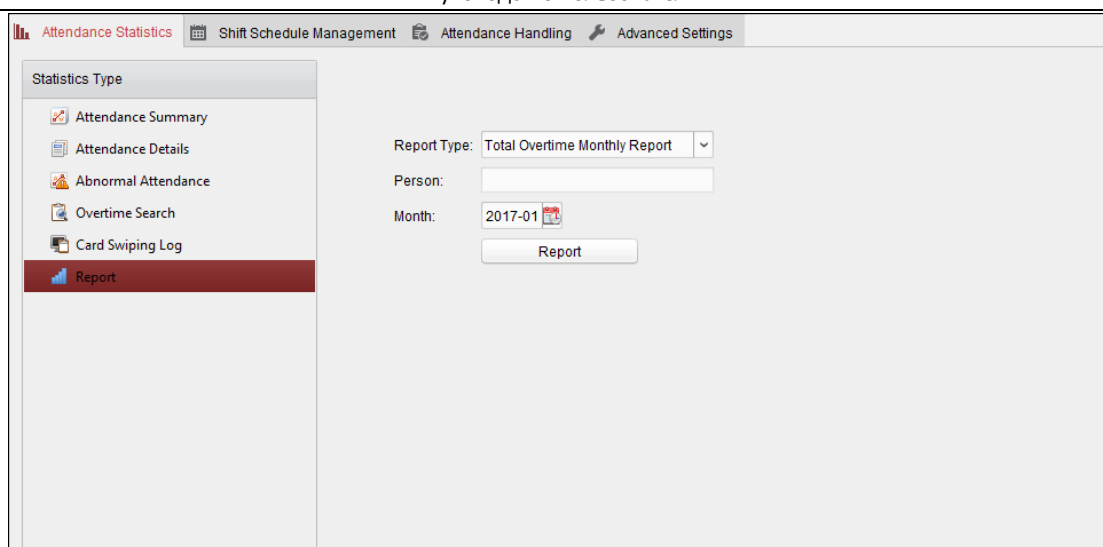 Attendance Statistics Shift Schedule Management Attendance Handling Advanced Settings
Statistics Type
Attendance Summary
Attendance Details
Abnormal Attendance
Overtime Search
Card Swiping Log
Report
Report Type: Total Overtime Monthly Report
Person:
Month: 2017-01
Report